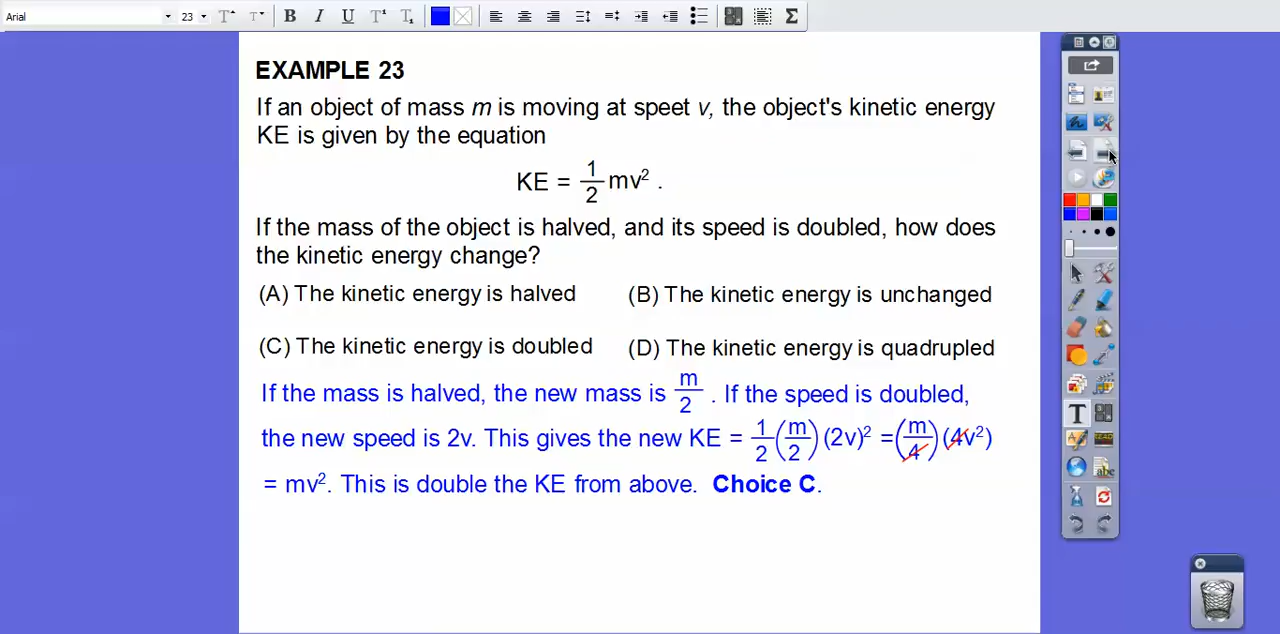 Arial 23 B I U T T Σ
EXAMPLE 23
If an object of mass m is moving at speet v, the object's kinetic energy
KE is given by the equation
KE = 1/2 mv² .
If the mass of the object is halved, and its speed is doubled, how does
the kinetic energy change?
(A) The kinetic energy is halved (B) The kinetic energy is unchanged
(C) The kinetic energy is doubled (D) The kinetic energy is quadrupled
If the mass is halved, the new mass is m/2 . If the speed is doubled,
the new speed is 2v. This gives the new KE = 1/2 (m/2) (2v)² = (m/4) (4v²)
= mv². This is double the KE from above. Choice C.
T